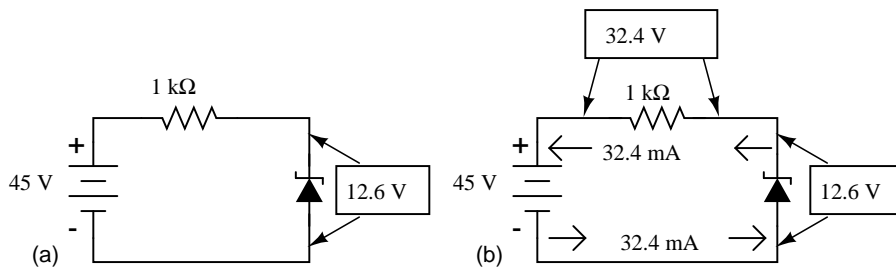 1 kΩ
+
45 V
-
12.6 V
(a)
32.4 V
1 kΩ
+
32.4 mA
45 V
12.6 V
-
32.4 mA
(b)